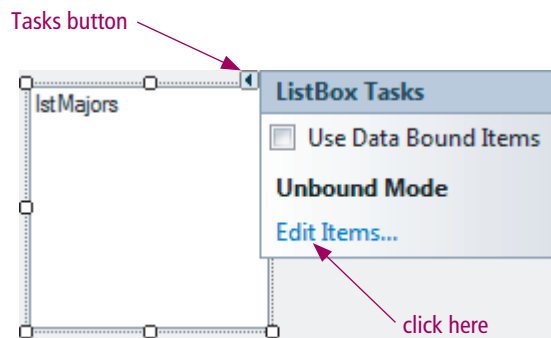 Tasks button
lstMajors
ListBox Tasks
Use Data Bound Items
Unbound Mode
Edit Items...
click here